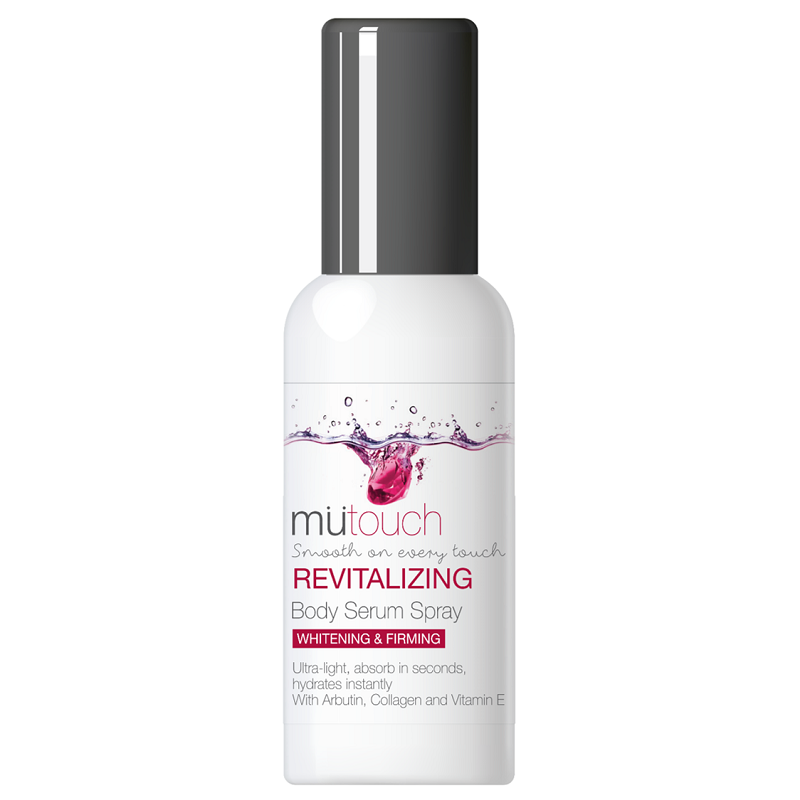 mütouch
Smooth on every touch
REVITALIZING
Body Serum Spray
WHITENING & FIRMING
Ultra-light, absorb in seconds,
hydrates instantly
With Arbutin, Collagen and Vitamin E